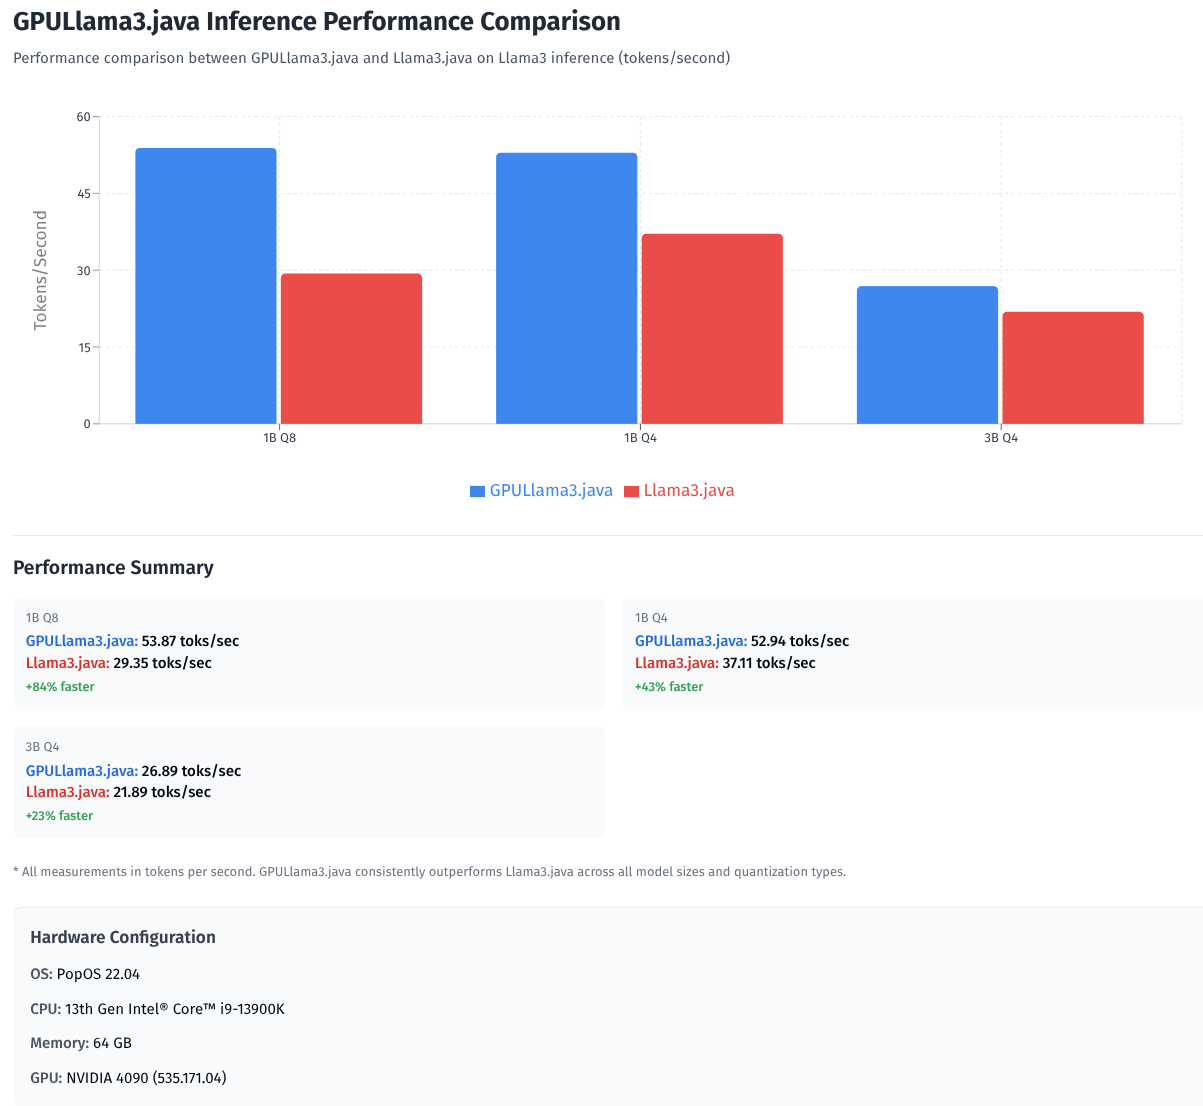 GPULlama3.java Inference Performance Comparison
Performance comparison between GPULlama3.java and Llama3.java on Llama3 inference (tokens/second)
Tokens/Second
60
45
30
15
0
1B Q8
1B Q4
3B Q4
GPULlama3.java
Llama3.java
Performance Summary
1B Q8
GPULlama3.java: 53.87 toks/sec
Llama3.java: 29.35 toks/sec
+84% faster
1B Q4
GPULlama3.java: 52.94 toks/sec
Llama3.java: 37.11 toks/sec
+43% faster
3B Q4
GPULlama3.java: 26.89 toks/sec
Llama3.java: 21.89 toks/sec
+23% faster
* All measurements in tokens per second. GPULlama3.java consistently outperforms Llama3.java across all model sizes and quantization types.
Hardware Configuration
OS: PopOS 22.04
CPU: 13th Gen Intel® Core™ i9-13900K
Memory: 64 GB
GPU: NVIDIA 4090 (535.171.04)